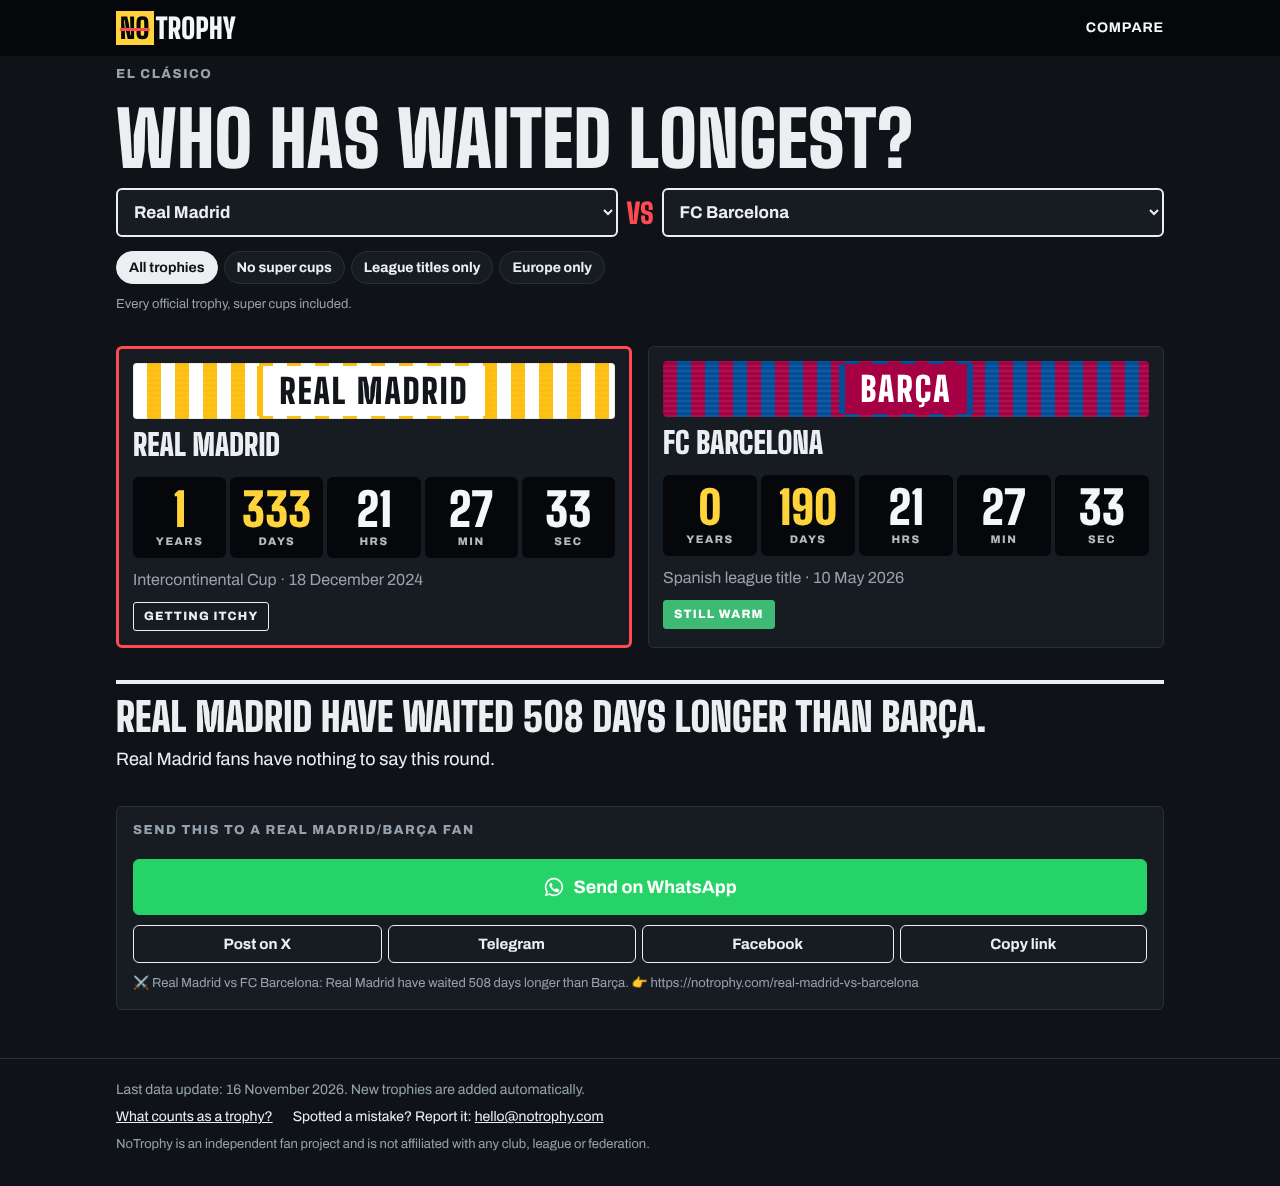 NO TROPHY
COMPARE
EL CLÁSICO
WHO HAS WAITED LONGEST?
Real Madrid
VS
FC Barcelona
All trophies
No super cups
League titles only
Europe only
Every official trophy, super cups included.
REAL MADRID
REAL MADRID
1 YEARS
333 DAYS
21 HRS
27 MIN
33 SEC
Intercontinental Cup · 18 December 2024
GETTING ITCHY
BARÇA
FC BARCELONA
0 YEARS
190 DAYS
21 HRS
27 MIN
33 SEC
Spanish league title · 10 May 2026
STILL WARM
REAL MADRID HAVE WAITED 508 DAYS LONGER THAN BARÇA.
Real Madrid fans have nothing to say this round.
SEND THIS TO A REAL MADRID/BARÇA FAN
Send on WhatsApp
Post on X
Telegram
Facebook
Copy link
⚔️ Real Madrid vs FC Barcelona: Real Madrid have waited 508 days longer than Barça. 👉 https://notrophy.com/real-madrid-vs-barcelona
Last data update: 16 November 2026. New trophies are added automatically.
What counts as a trophy? Spotted a mistake? Report it: hello@notrophy.com
NoTrophy is an independent fan project and is not affiliated with any club, league or federation.